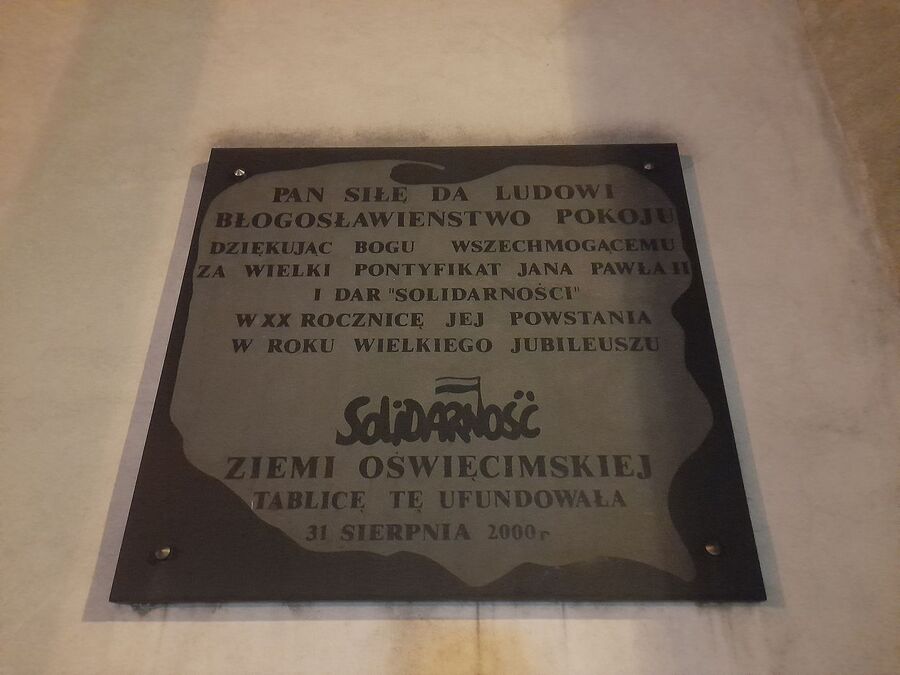 PAN SIŁĘ DA LUDOWI
BŁOGOSŁAWIENSTWO POKOJU
DZIĘKUJĄC BOGU WSZECHMOGĄCEMU
ZA WIELKI PONTYFIKAT JANA PAWŁA II
I DAR "SOLIDARNOŚCI"
W XX ROCZNICĘ JEJ POWSTANIA
W ROKU WIELKIEGO JUBILEUSZU
SOLIDARNOŚĆ
ZIEMI OŚWIĘCIMSKIEJ
TABLICĘ TĘ UFUNDOWAŁA
31 SIERPNIA 2000 r